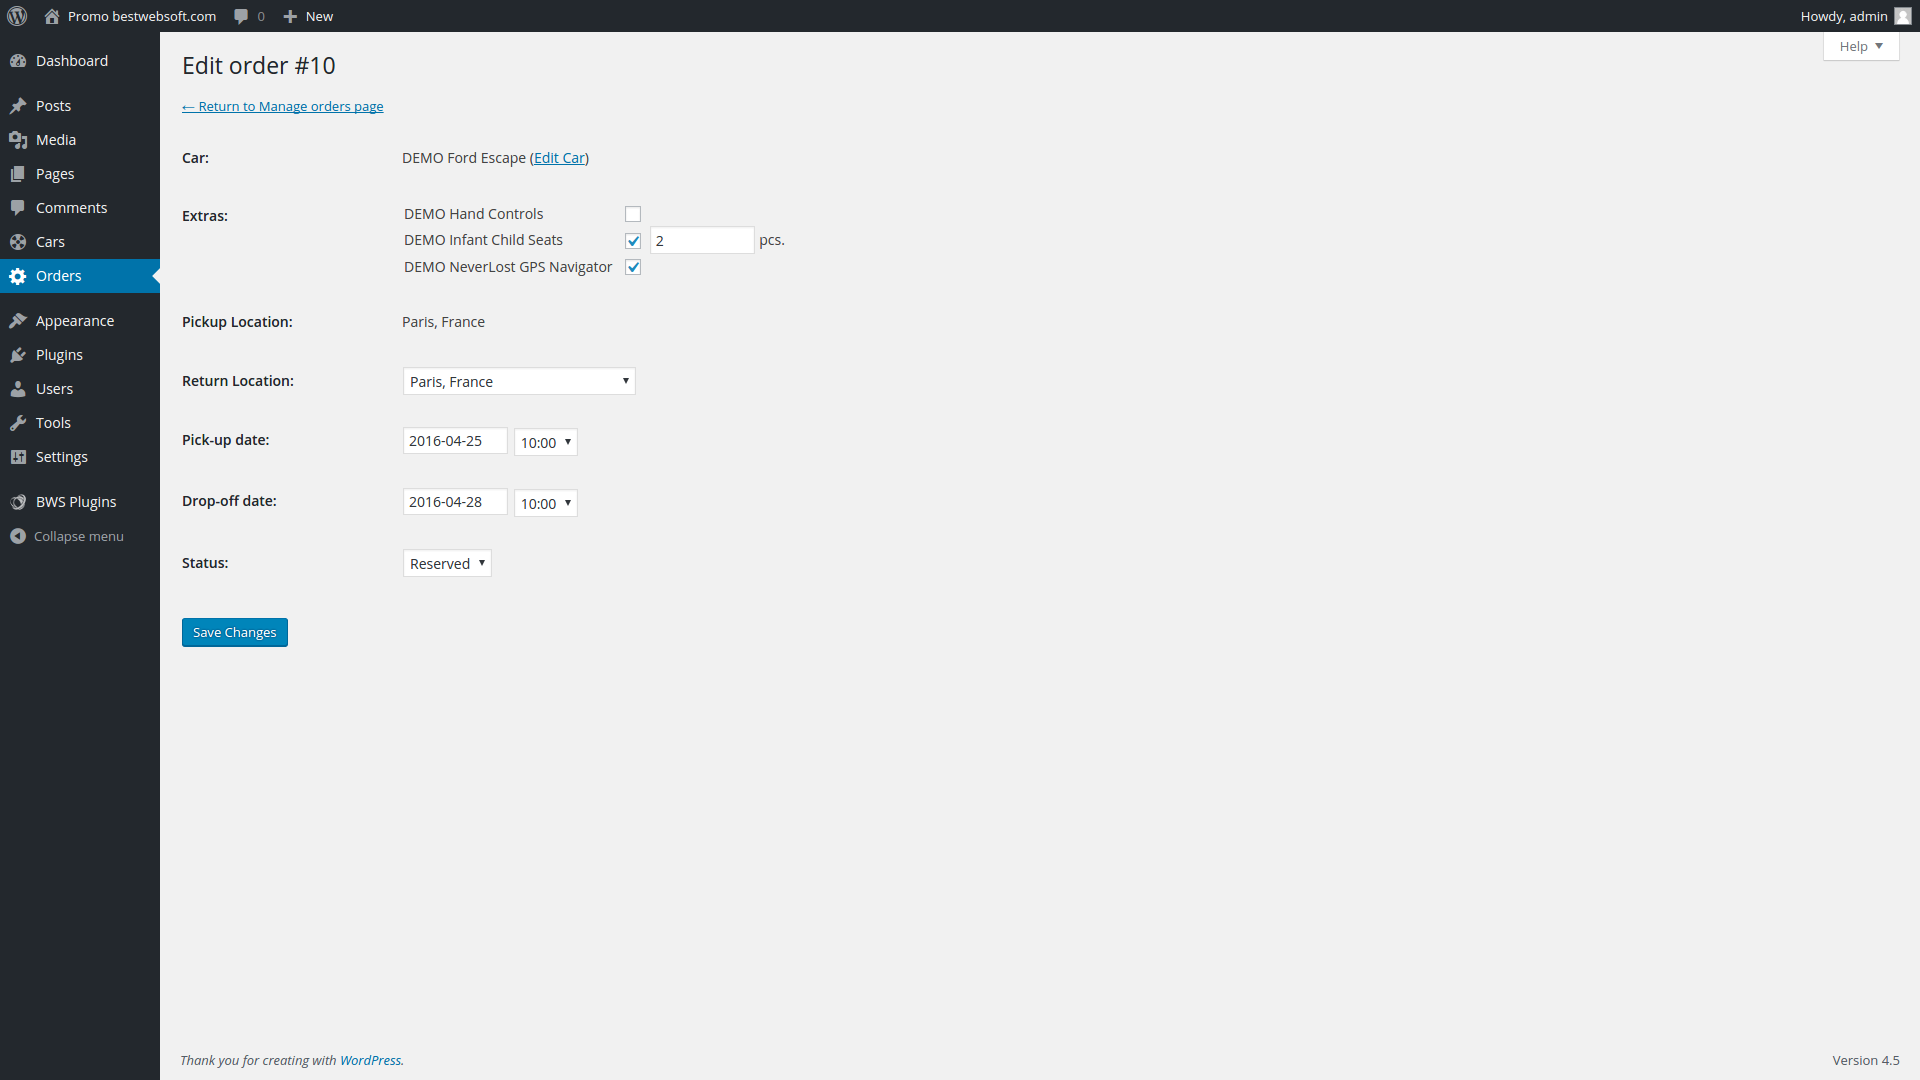 Promo bestwebsoft.com 0 New Howdy, admin
Help
Dashboard
Posts
Media
Pages
Comments
Cars
Orders
Appearance
Plugins
Users
Tools
Settings
BWS Plugins
Collapse menu
Edit order #10
← Return to Manage orders page
Car: DEMO Ford Escape (Edit Car)
Extras: DEMO Hand Controls
DEMO Infant Child Seats 2 pcs.
DEMO NeverLost GPS Navigator
Pickup Location: Paris, France
Return Location: Paris, France
Pick-up date: 2016-04-25 10:00
Drop-off date: 2016-04-28 10:00
Status: Reserved
Save Changes
Thank you for creating with WordPress. Version 4.5